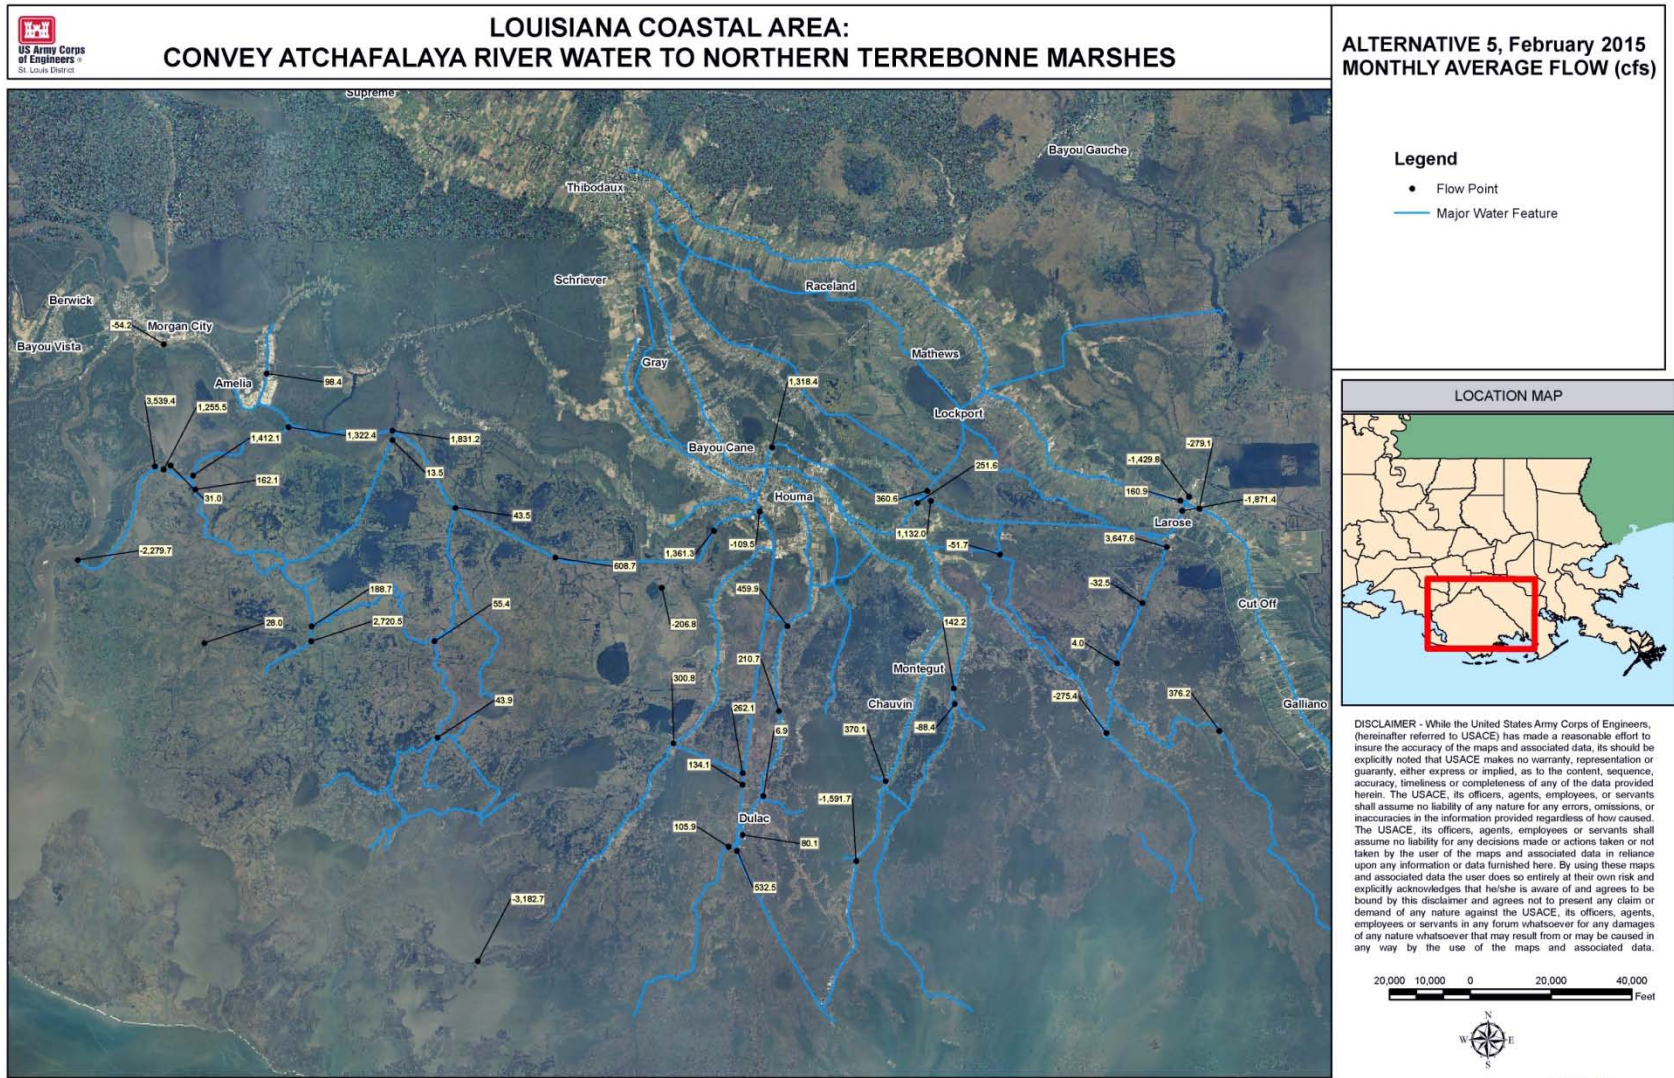 US Army Corps
of Engineers ®
St. Louis District
LOUISIANA COASTAL AREA:
CONVEY ATCHAFALAYA RIVER WATER TO NORTHERN TERREBONNE MARSHES
ALTERNATIVE 5, February 2015
MONTHLY AVERAGE FLOW (cfs)
Legend
Flow Point
Major Water Feature
Supreme
Bayou Gauche
Thibodaux
Schriever
Raceland
Berwick
-54.2
Morgan City
Bayou Vista
Mathews
Gray
Amelia
98.4
1,318.4
3,539.4
1,255.5
Lockport
1,412.1
1,322.4
1,831.2
Bayou Cane
-279.1
-1,429.8
251.6
162.1
13.5
31.0
Houma
360.6
160.9
-1,871.4
43.5
Larose
1,132.0
3,647.6
-109.5
-51.7
1,361.3
-2,279.7
608.7
-32.5
188.7
459.9
Cut Off
28.0
55.4
-206.8
142.2
2,720.5
4.0
210.7
Montegut
300.8
43.9
262.1
Chauvin
-275.4
376.2
Galliano
6.9
370.1
-88.4
134.1
-1,591.7
Dulac
105.9
80.1
532.5
-3,182.7
LOCATION MAP
DISCLAIMER - While the United States Army Corps of Engineers,
(hereinafter referred to USACE) has made a reasonable effort to
insure the accuracy of the maps and associated data, its should be
explicitly noted that USACE makes no warranty, representation or
guaranty, either express or implied, as to the content, sequence,
accuracy, timeliness or completeness of any of the data provided
herein. The USACE, its officers, agents, employees, or servants
shall assume no liability of any nature for any errors, omissions, or
inaccuracies in the information provided regardless of how caused.
The USACE, its officers, agents, employees or servants shall
assume no liability for any decisions made or actions taken or not
taken by the user of the maps and associated data in reliance
upon any information or data furnished here. By using these maps
and associated data the user does so entirely at their own risk and
explicitly acknowledges that he/she is aware of and agrees to be
bound by this disclaimer and agrees not to present any claim or
demand of any nature against the USACE, its officers, agents,
employees or servants in any forum whatsoever for any damages
of any nature whatsoever that may result from or may be caused in
any way by the use of the maps and associated data.
20,000 10,000 0 20,000 40,000
Feet
N
W E
S